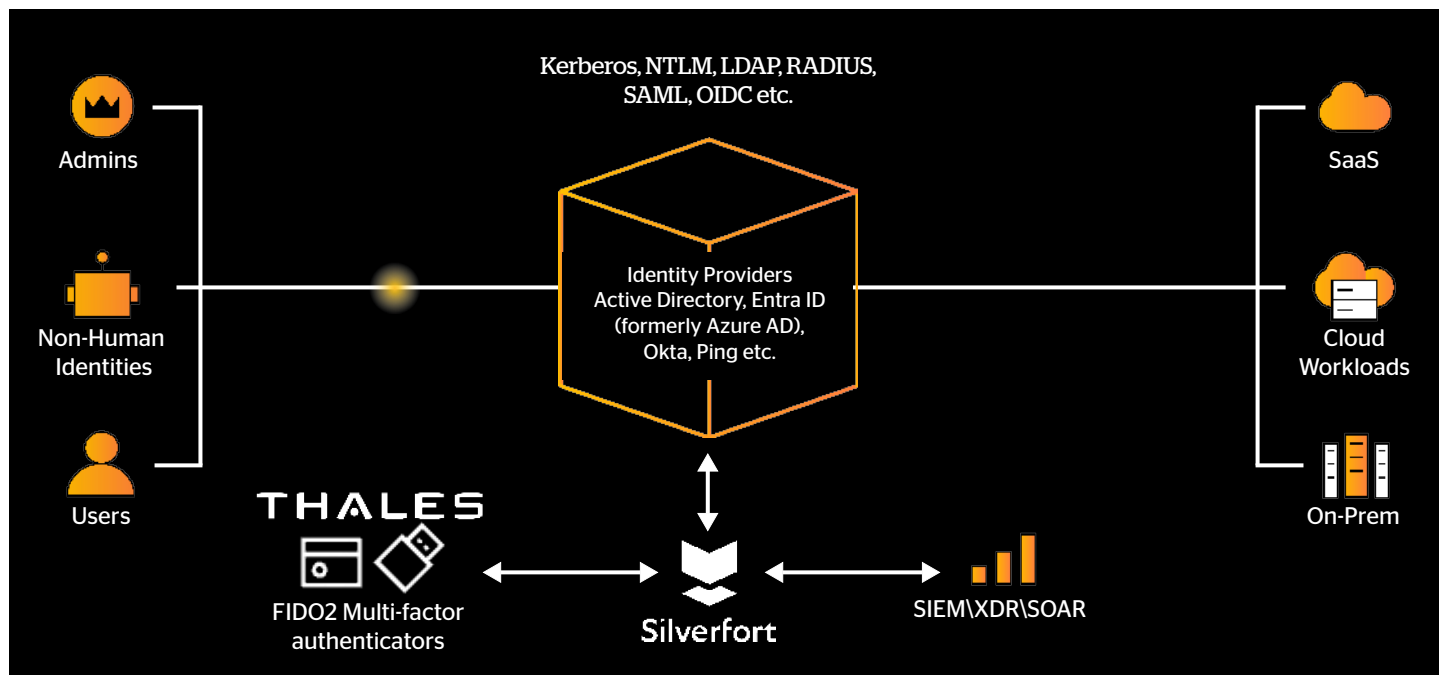 Kerberos, NTLM, LDAP, RADIUS,
SAML, OIDC etc.
Admins
Non-Human
Identities
Users
Identity Providers
Active Directory, Entra ID
(formerly Azure AD),
Okta, Ping etc.
SaaS
Cloud
Workloads
On-Prem
THALES
FIDO2 Multi-factor
authenticators
Silverfort
SIEM\XDR\SOAR